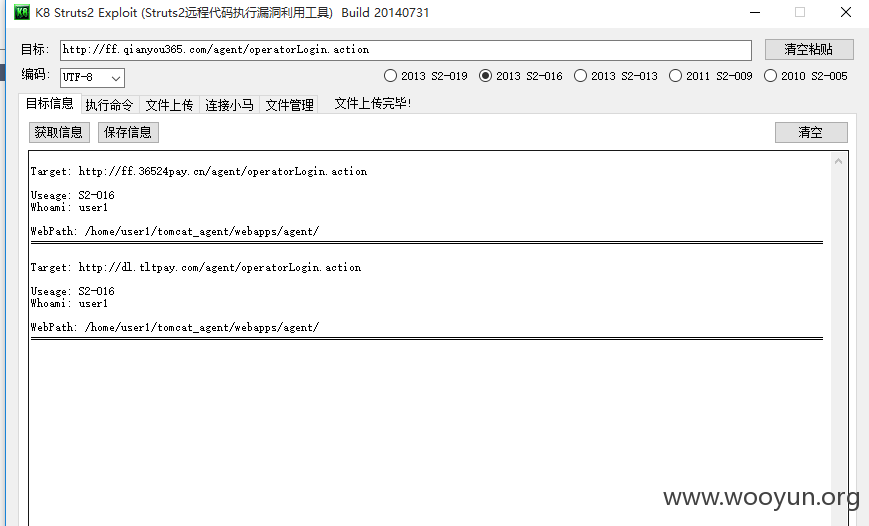 K8 Struts2 Exploit (Struts2远程代码执行漏洞利用工具) Build 20140731
目标: http://ff.qianyou365.com/agent/operatorLogin.action 清空粘贴
编码: UTF-8 2013 S2-019 2013 S2-016 2013 S2-013 2011 S2-009 2010 S2-005
目标信息 执行命令 文件上传 连接小马 文件管理 文件上传完毕!
获取信息 保存信息 清空
Target: http://ff.36524pay.cn/agent/operatorLogin.action
Useage: S2-016
Whoami: user1
WebPath: /home/user1/tomcat_agent/webapps/agent/
Target: http://dl.tltpay.com/agent/operatorLogin.action
Useage: S2-016
Whoami: user1
WebPath: /home/user1/tomcat_agent/webapps/agent/
www.wooyun.org